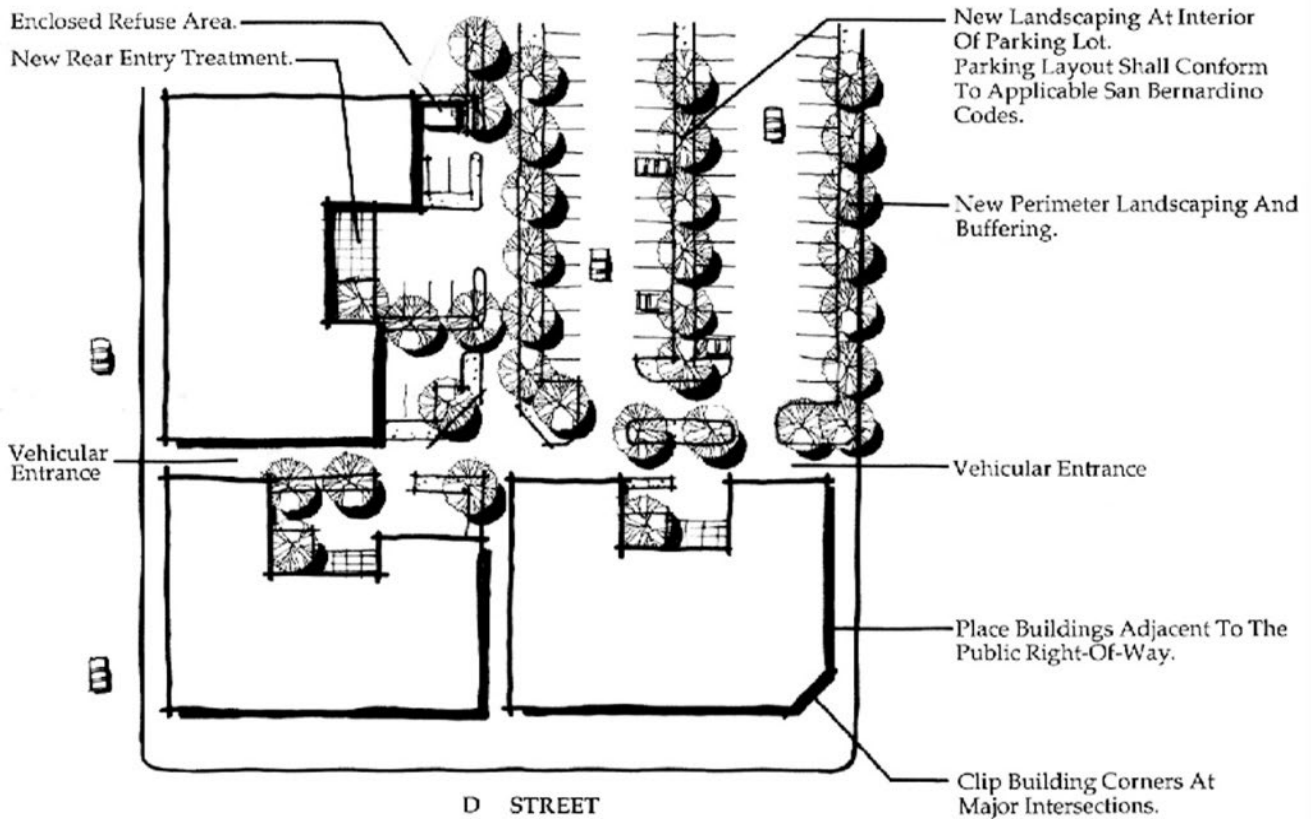 Enclosed Refuse Area.
New Rear Entry Treatment.
New Landscaping At Interior
Of Parking Lot.
Parking Layout Shall Conform
To Applicable San Bernardino
Codes.
New Perimeter Landscaping And
Buffering.
Vehicular
Entrance
Vehicular Entrance
Place Buildings Adjacent To The
Public Right-Of-Way.
Clip Building Corners At
Major Intersections.
D STREET